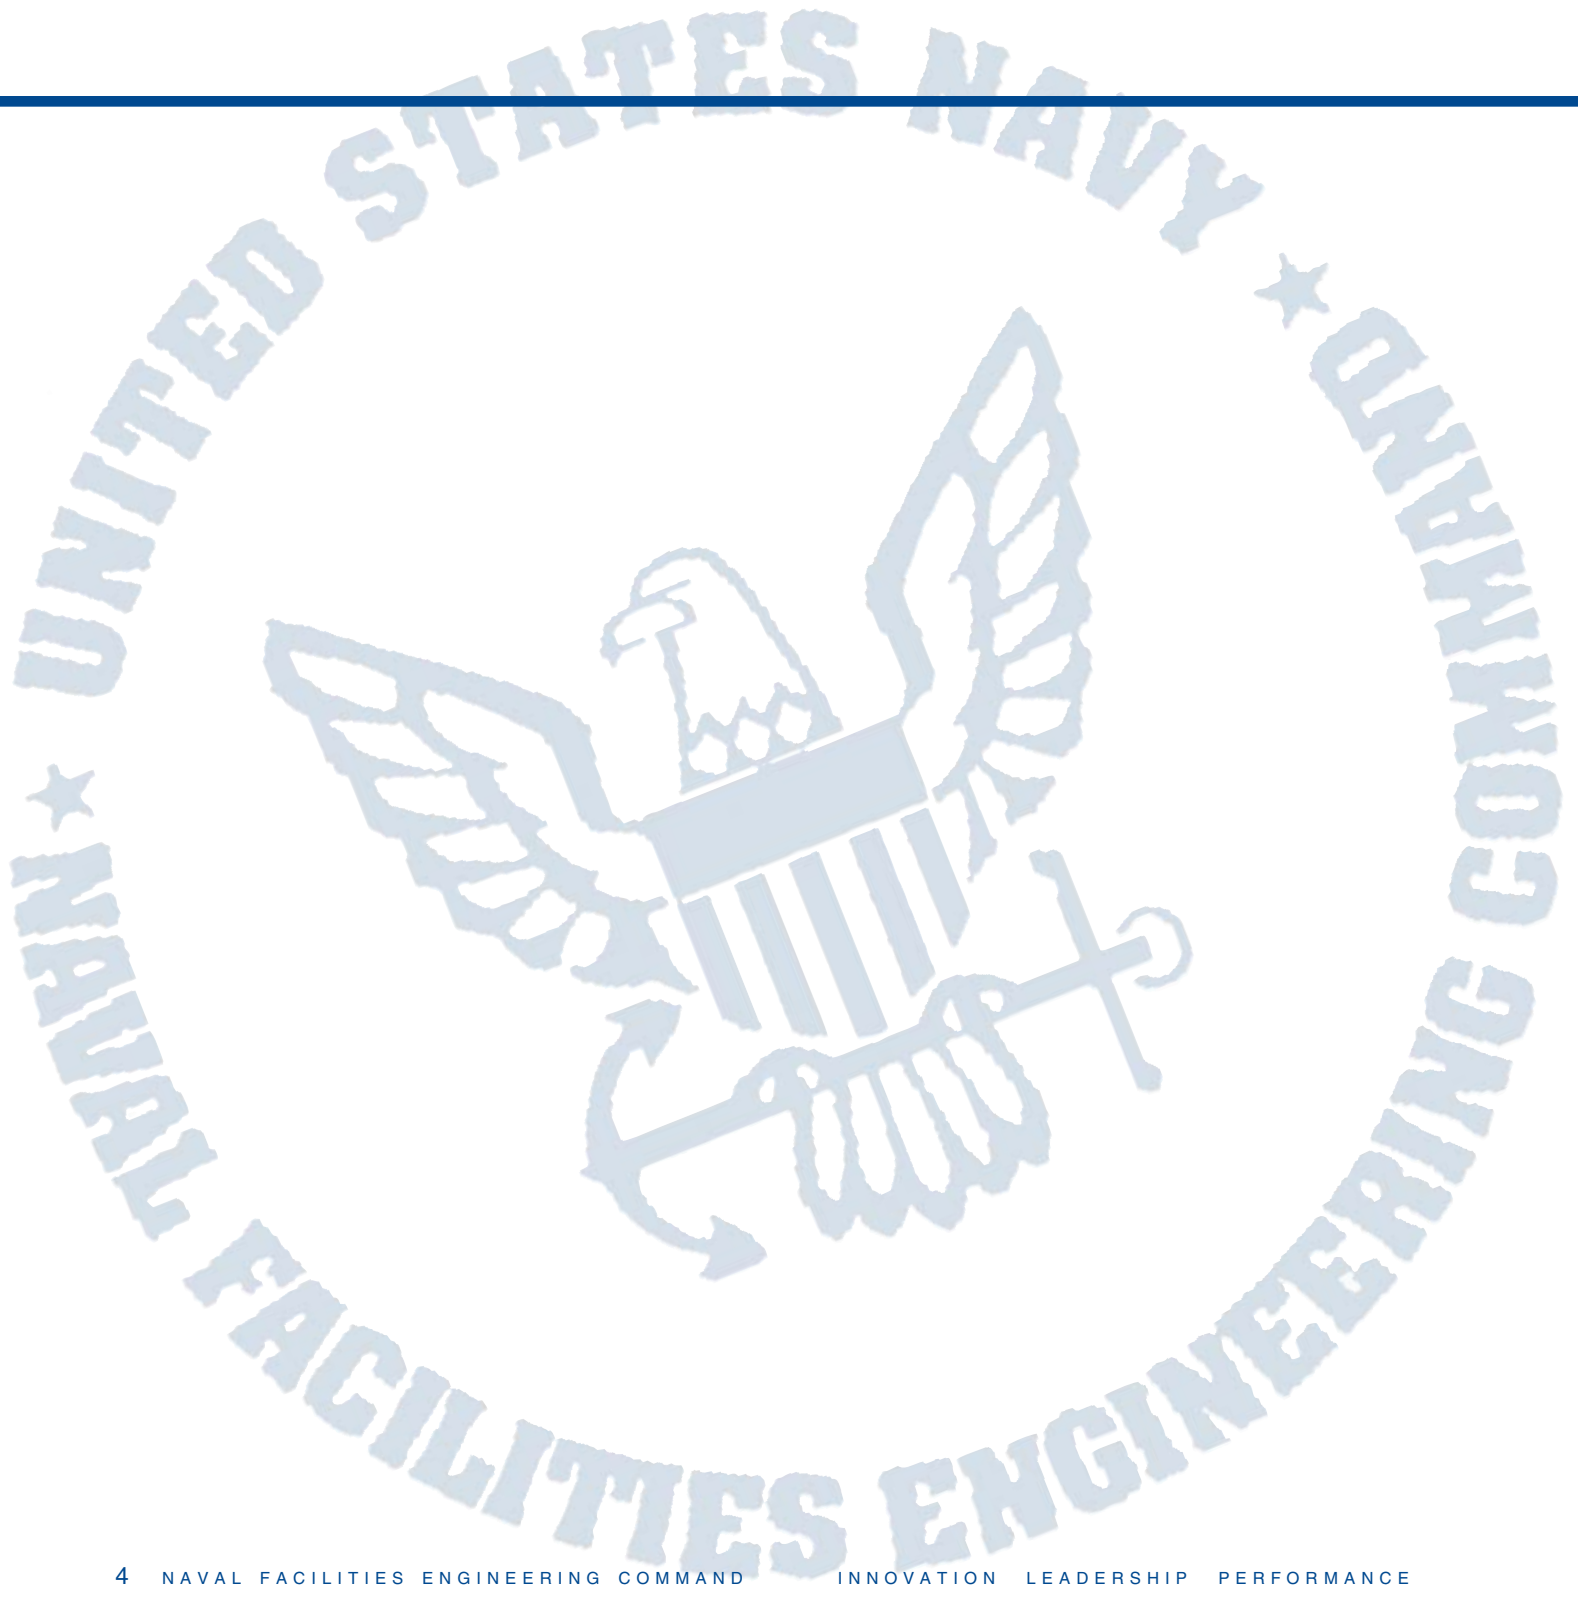 UNITED STATES NAVY ★
NAVAL FACILITIES ENGINEERING COMMAND ★
4 NAVAL FACILITIES ENGINEERING COMMAND INNOVATION LEADERSHIP PERFORMANCE